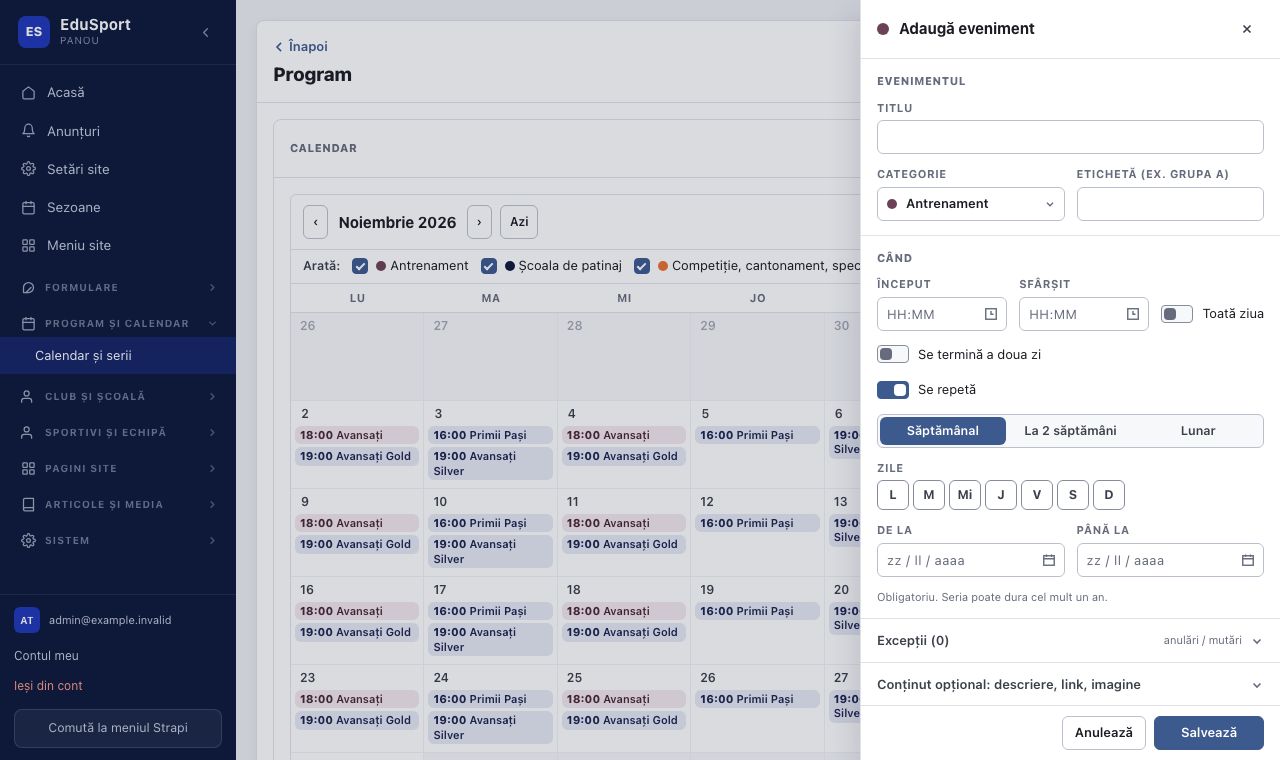 ES
EduSport
PANOU
Acasă
Anunțuri
Setări site
Sezoane
Meniu site
FORMULARE
PROGRAM ȘI CALENDAR
Calendar și serii
CLUB ȘI ȘCOALĂ
SPORTIVI ȘI ECHIPĂ
PAGINI SITE
ARTICOLE ȘI MEDIA
SISTEM
AT
admin@example.invalid
Contul meu
Ieși din cont
Comută la meniul Strapi
Înapoi
Program
CALENDAR
Noiembrie 2026
Azi
Arată: Antrenament Școala de patinaj Competiție, cantonament, spec
LU MA MI JO
26 27 28 29
2 3 4 5 6
18:00 Avansați 16:00 Primii Pași 18:00 Avansați 16:00 Primii Pași 19:0
19:00 Avansați Gold 19:00 Avansați 19:00 Avansați Gold Silve
Silver
9 10 11 12 13
18:00 Avansați 16:00 Primii Pași 18:00 Avansați 16:00 Primii Pași 19:0
19:00 Avansați Gold 19:00 Avansați 19:00 Avansați Gold Silve
Silver
16 17 18 19 20
18:00 Avansați 16:00 Primii Pași 18:00 Avansați 16:00 Primii Pași 19:0
19:00 Avansați Gold 19:00 Avansați 19:00 Avansați Gold Silve
Silver
23 24 25 26 27
18:00 Avansați 16:00 Primii Pași 18:00 Avansați 16:00 Primii Pași 19:0
19:00 Avansați Gold 19:00 Avansați 19:00 Avansați Gold Silve
Silver
Adaugă eveniment
EVENIMENTUL
TITLU
CATEGORIE ETICHETĂ (EX. GRUPA A)
Antrenament
CÂND
ÎNCEPUT SFÂRȘIT
HH:MM HH:MM Toată ziua
Se termină a doua zi
Se repetă
Săptămânal La 2 săptămâni Lunar
ZILE
L M Mi J V S D
DE LA PÂNĂ LA
zz / ll / aaaa zz / ll / aaaa
Obligatoriu. Seria poate dura cel mult un an.
Excepții (0) anulări / mutări
Conținut opțional: descriere, link, imagine
Anulează Salvează